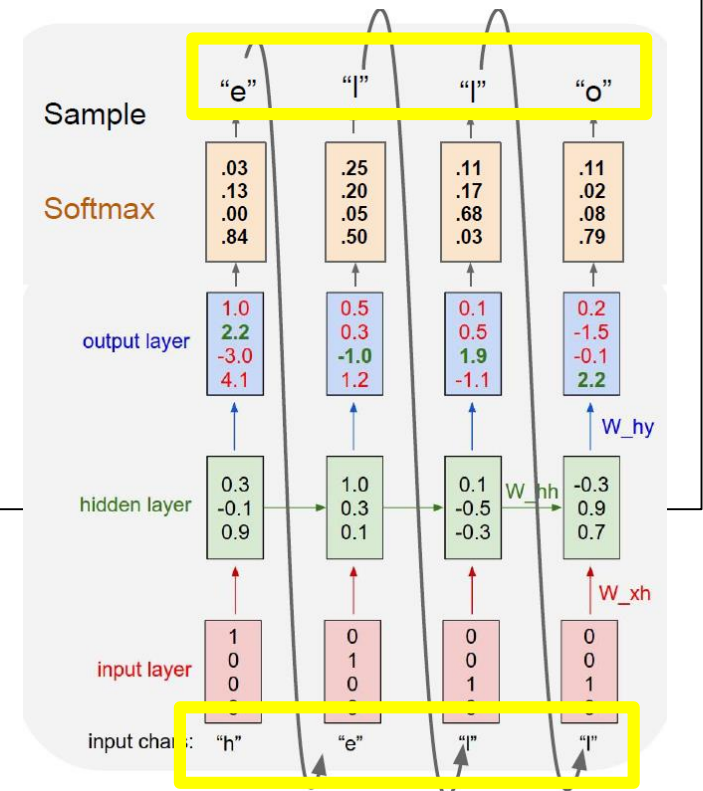 “e” “l” “l” “o”
Sample
Softmax
.03 .25 .11 .11
.13 .20 .17 .02
.00 .05 .68 .08
.84 .50 .03 .79
output layer
1.0 0.5 0.1 0.2
2.2 0.3 0.5 -1.5
-3.0 -1.0 1.9 -0.1
4.1 1.2 -1.1 2.2
W_hy
hidden layer
0.3 1.0 0.1 -0.3
-0.1 0.3 -0.5 0.9
0.9 0.1 -0.3 0.7
W_hh
W_xh
input layer
1 0 0 0
0 1 0 0
0 0 1 1
input chars: “h” “e” “l” “l”